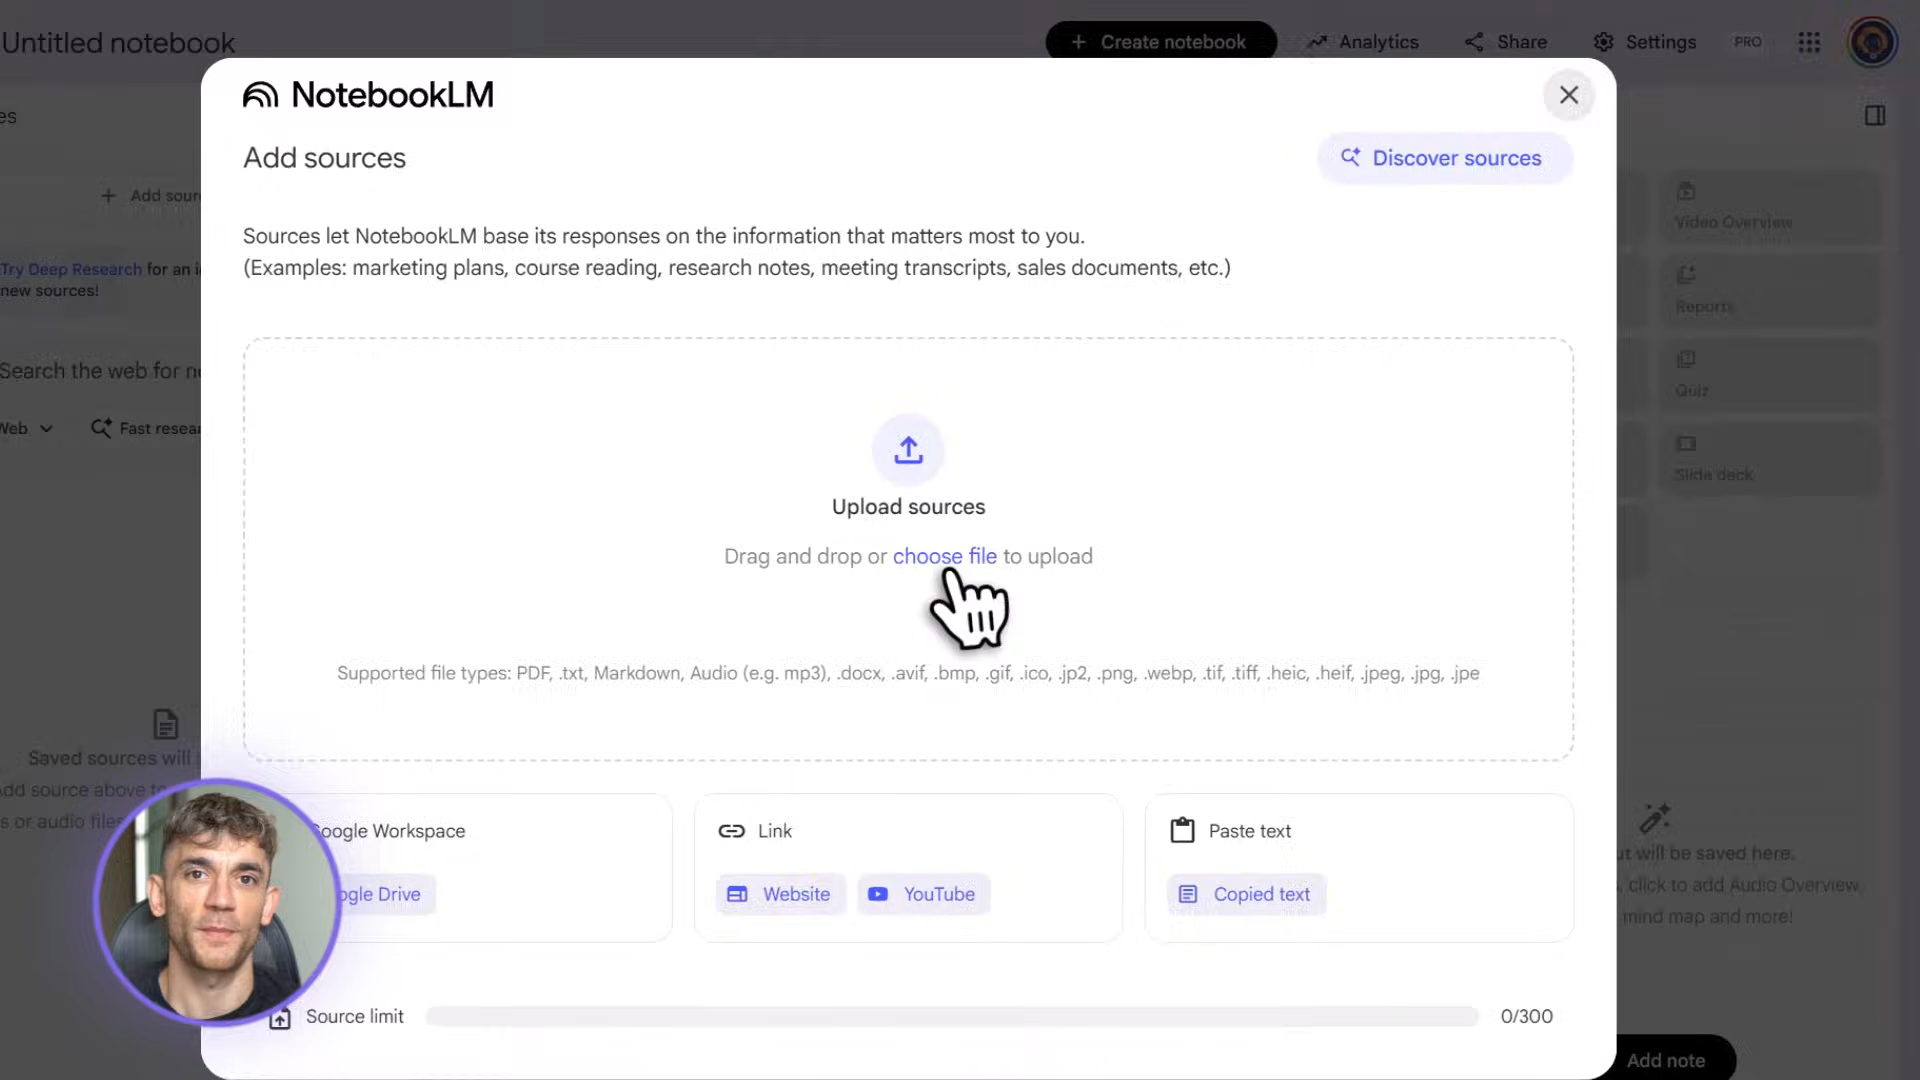 Untitled notebook
Create notebook
Analytics
Share
Settings
PRO
NotebookLM
Add sources
Discover sources
Add sour
Try Deep Research for an i
new sources!
Sources let NotebookLM base its responses on the information that matters most to you.
(Examples: marketing plans, course reading, research notes, meeting transcripts, sales documents, etc.)
Video Overview
Reports
Search the web for n
Quiz
Web
Fast resear
Slide deck
Upload sources
Drag and drop or choose file to upload
Supported file types: PDF, .txt, Markdown, Audio (e.g. mp3), .docx, .avif, .bmp, .gif, .ico, .jp2, .png, .webp, .tif, .tiff, .heic, .heif, .jpeg, .jpg, .jpe
Saved sources will
Add source above
s or audio files
Google Workspace
ogle Drive
Link
Website
YouTube
Paste text
Copied text
ut will be saved here.
, click to add Audio Overview
mind map and more!
Source limit
0/300
Add note